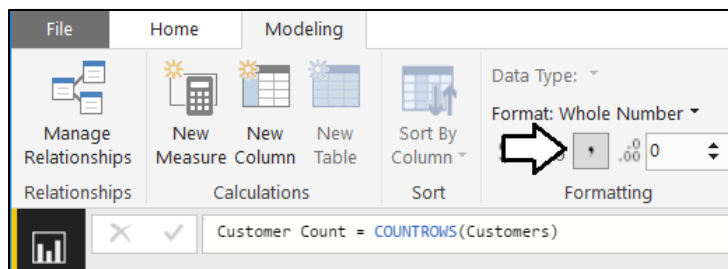 File Home Modeling
Data Type:
Format: Whole Number
Manage Relationships
New Measure
New Column
New Table
Sort By Column
, .00 0
Relationships Calculations Sort Formatting
Customer Count = COUNTROWS(Customers)